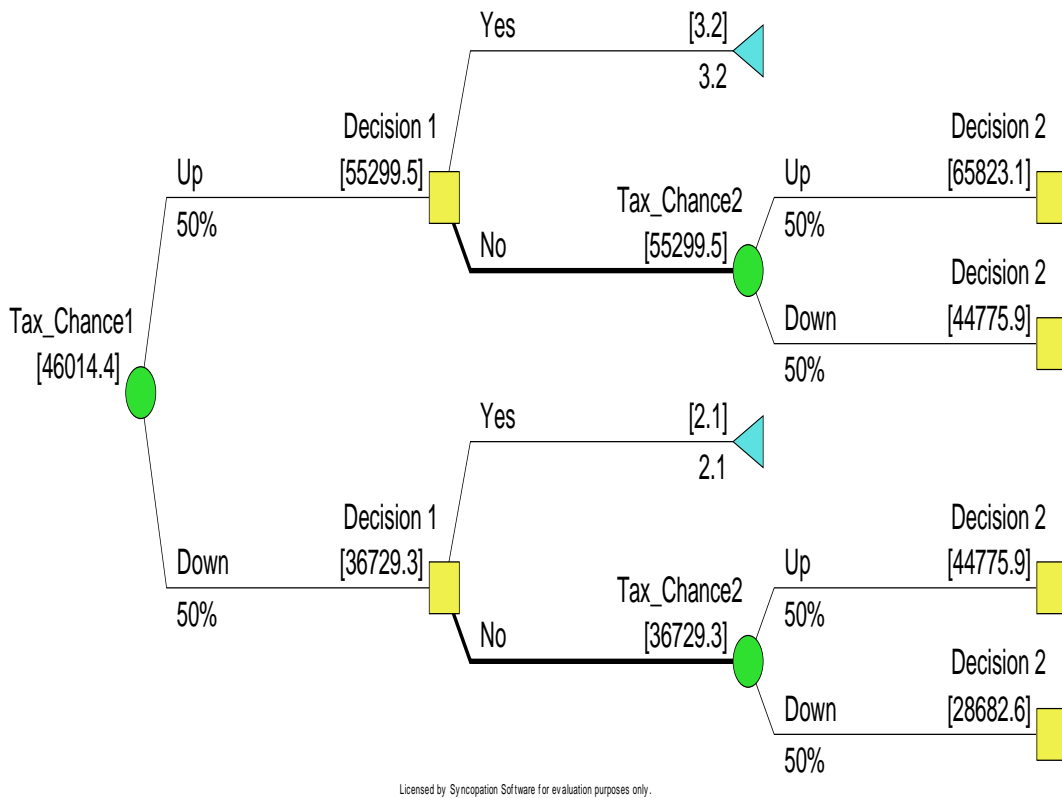 Yes
[3.2]
3.2
Decision 1
Decision 2
Up
[55299.5]
[65823.1]
50%
Tax_Chance2
Up
50%
No
[55299.5]
Decision 2
Tax_Chance1
Down
[44775.9]
[46014.4]
50%
Yes
[2.1]
2.1
Decision 1
Decision 2
Down
[36729.3]
Up
[44775.9]
50%
Tax_Chance2
50%
No
[36729.3]
Decision 2
Down
[28682.6]
50%
Licensed by Syncopation Software for evaluation purposes only.